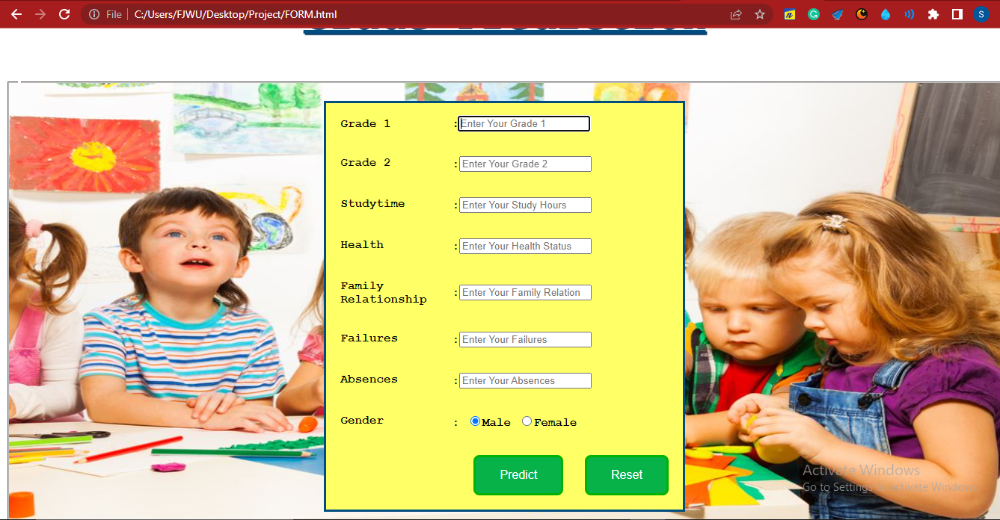 File | C:/Users/FJWU/Desktop/Project/FORM.html
S
Grade 1 : Enter Your Grade 1
Grade 2 : Enter Your Grade 2
Studytime : Enter Your Study Hours
Health : Enter Your Health Status
Family
Relationship : Enter Your Family Relation
Failures : Enter Your Failures
Absences : Enter Your Absences
Gender : Male Female
Predict Reset
Activate Windows
Go to Settings to activate Windows.